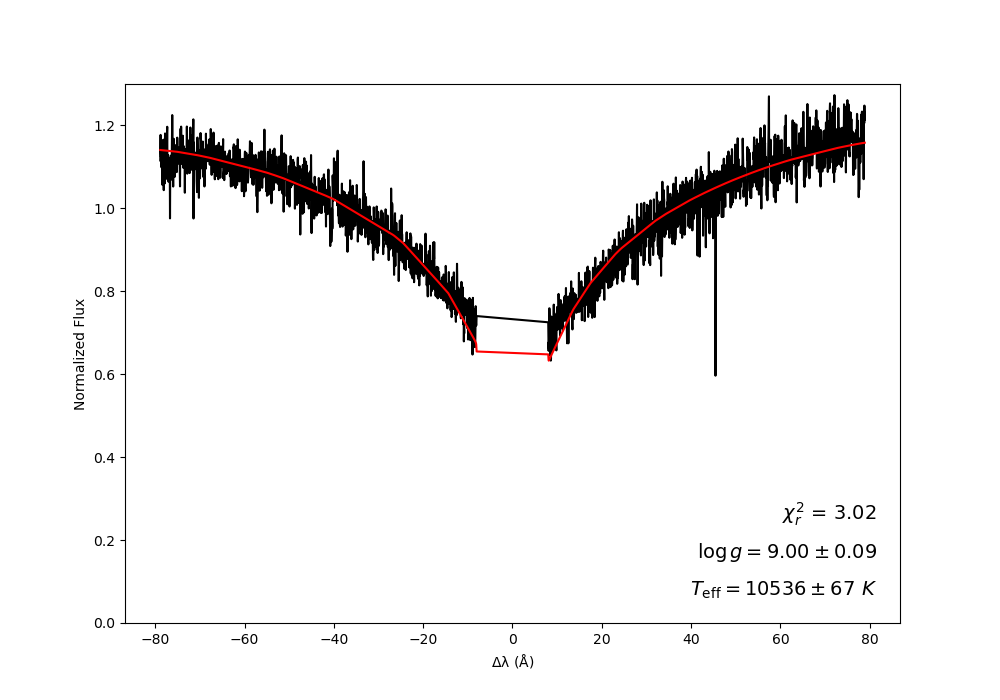 1.2
1.0
0.8
0.6
0.4
0.2
0.0
Normalized Flux
χ²ᵣ = 3.02
log g = 9.00 ± 0.09
T_eff = 10536 ± 67 K
−80 −60 −40 −20 0 20 40 60 80
Δλ (Å)